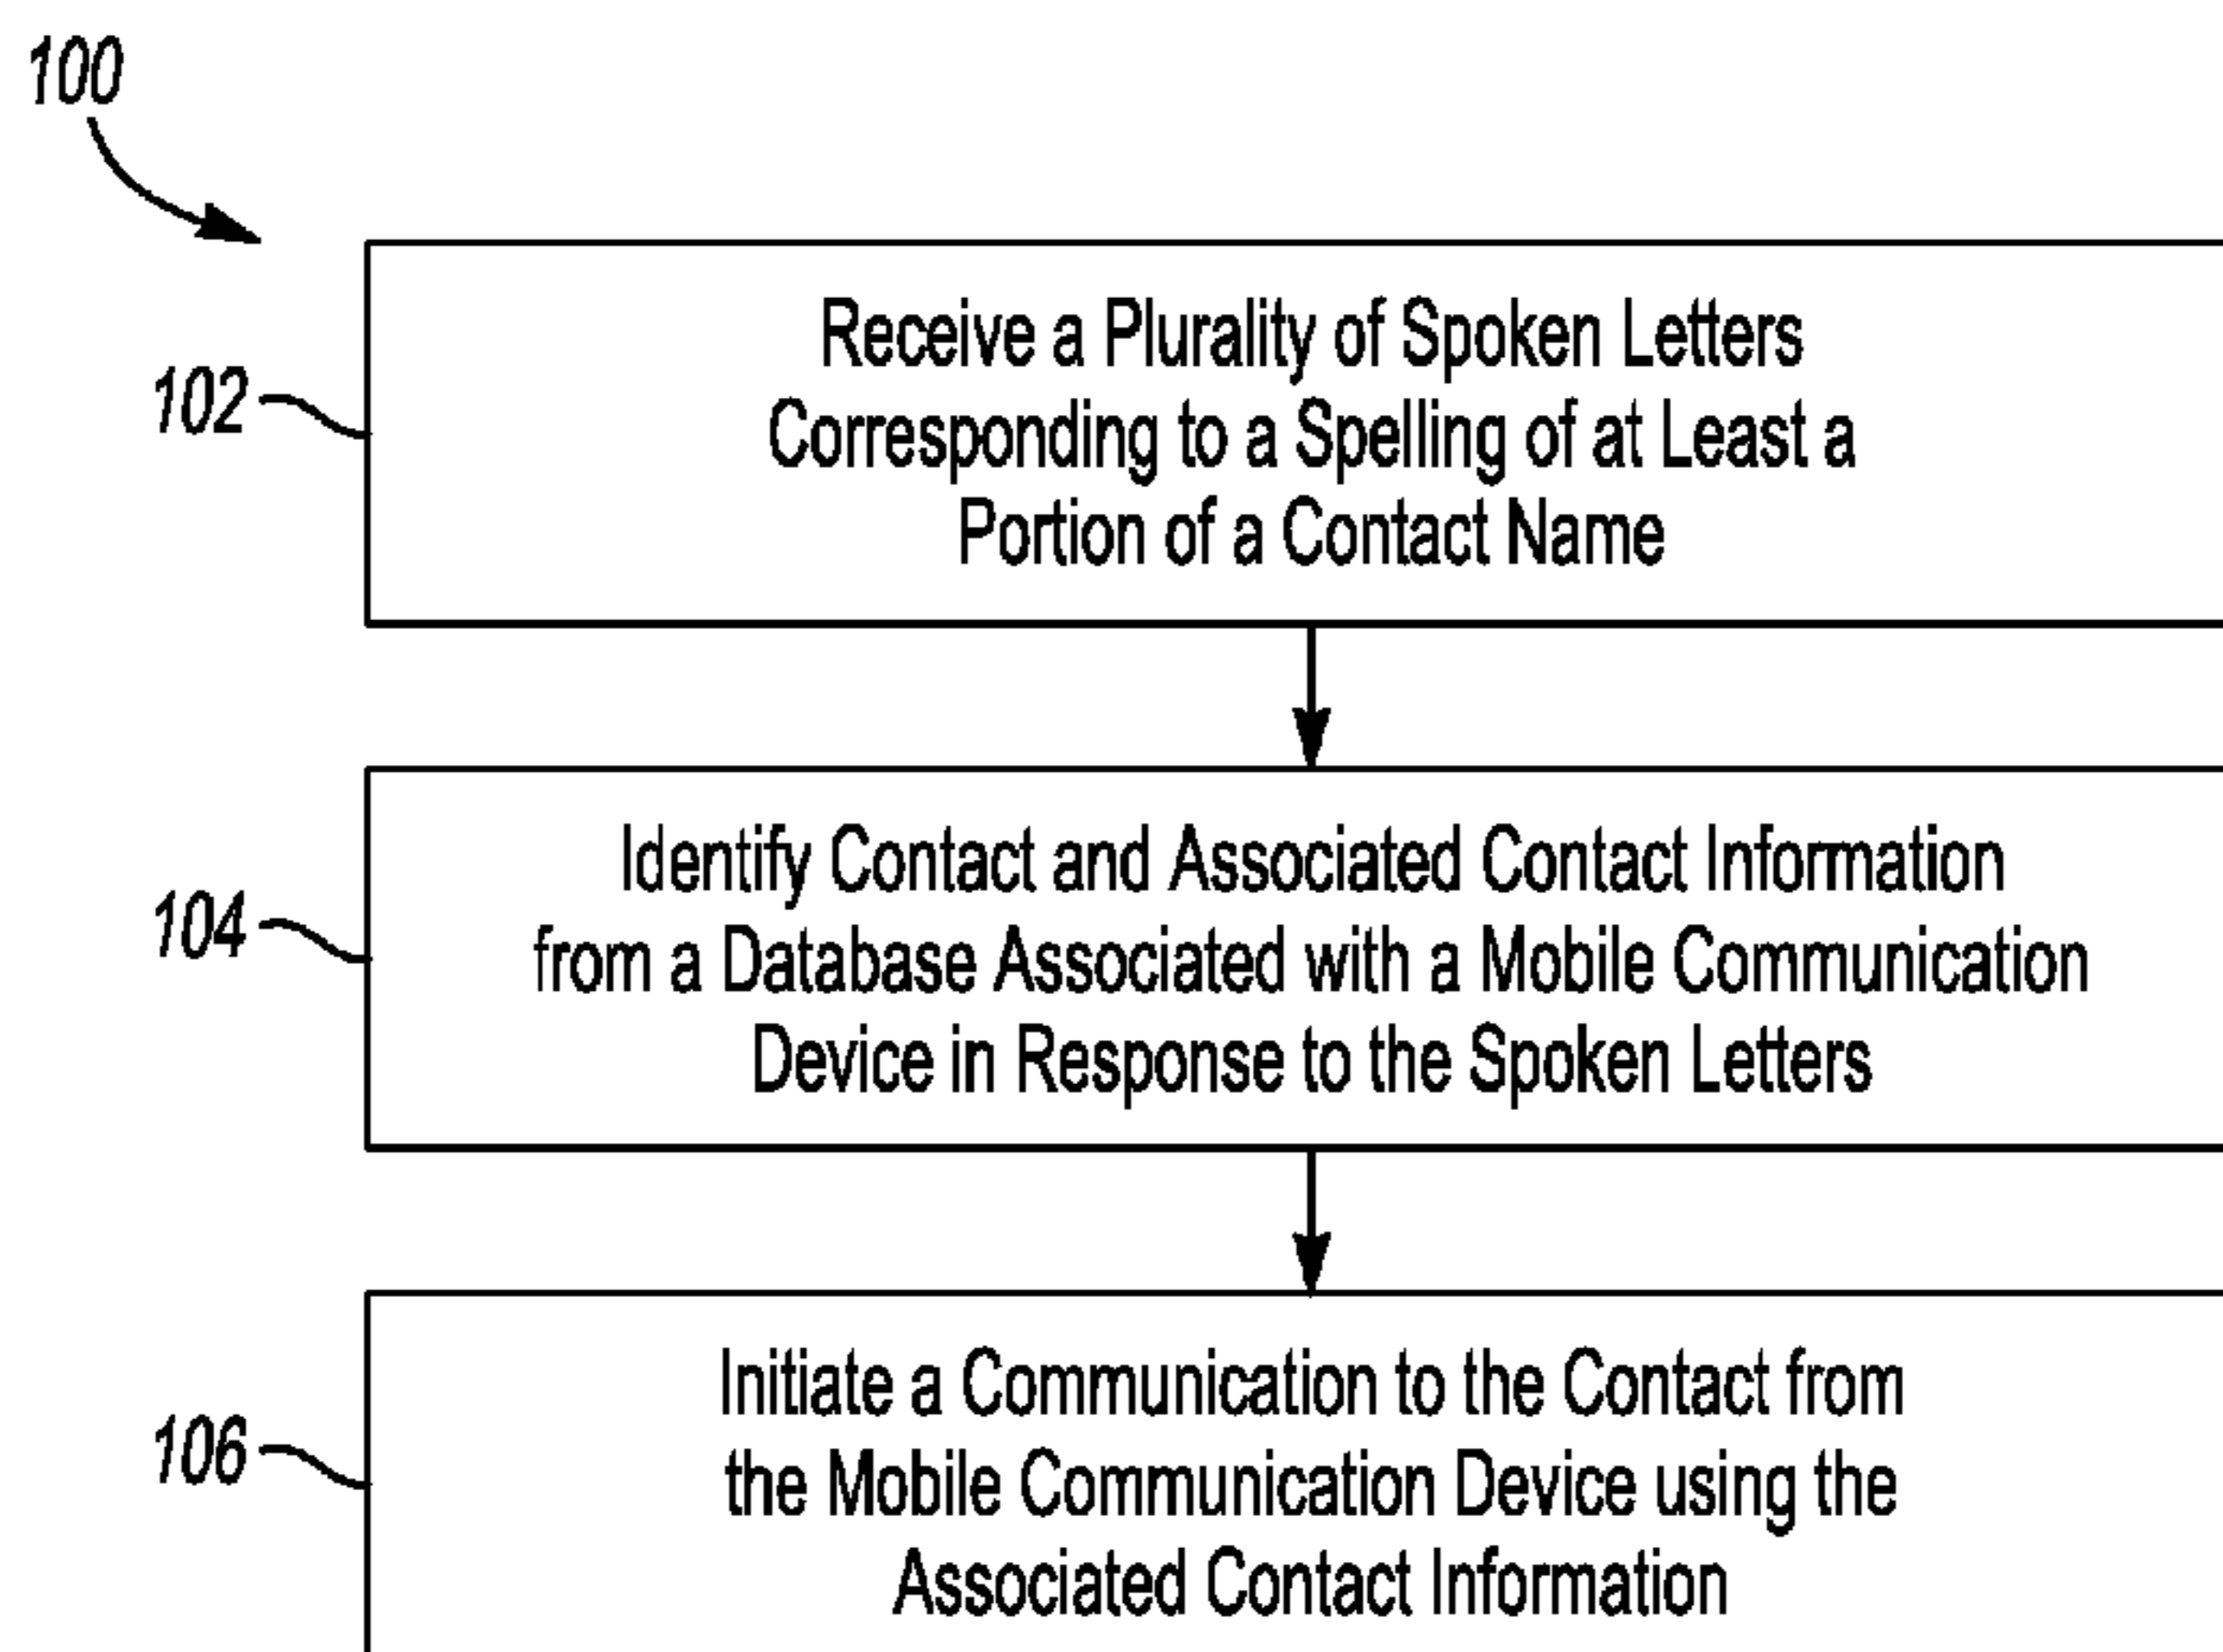 100
102
Receive a Plurality of Spoken Letters
Corresponding to a Spelling of at Least a
Portion of a Contact Name
104
Identify Contact and Associated Contact Information
from a Database Associated with a Mobile Communication
Device in Response to the Spoken Letters
106
Initiate a Communication to the Contact from
the Mobile Communication Device using the
Associated Contact Information